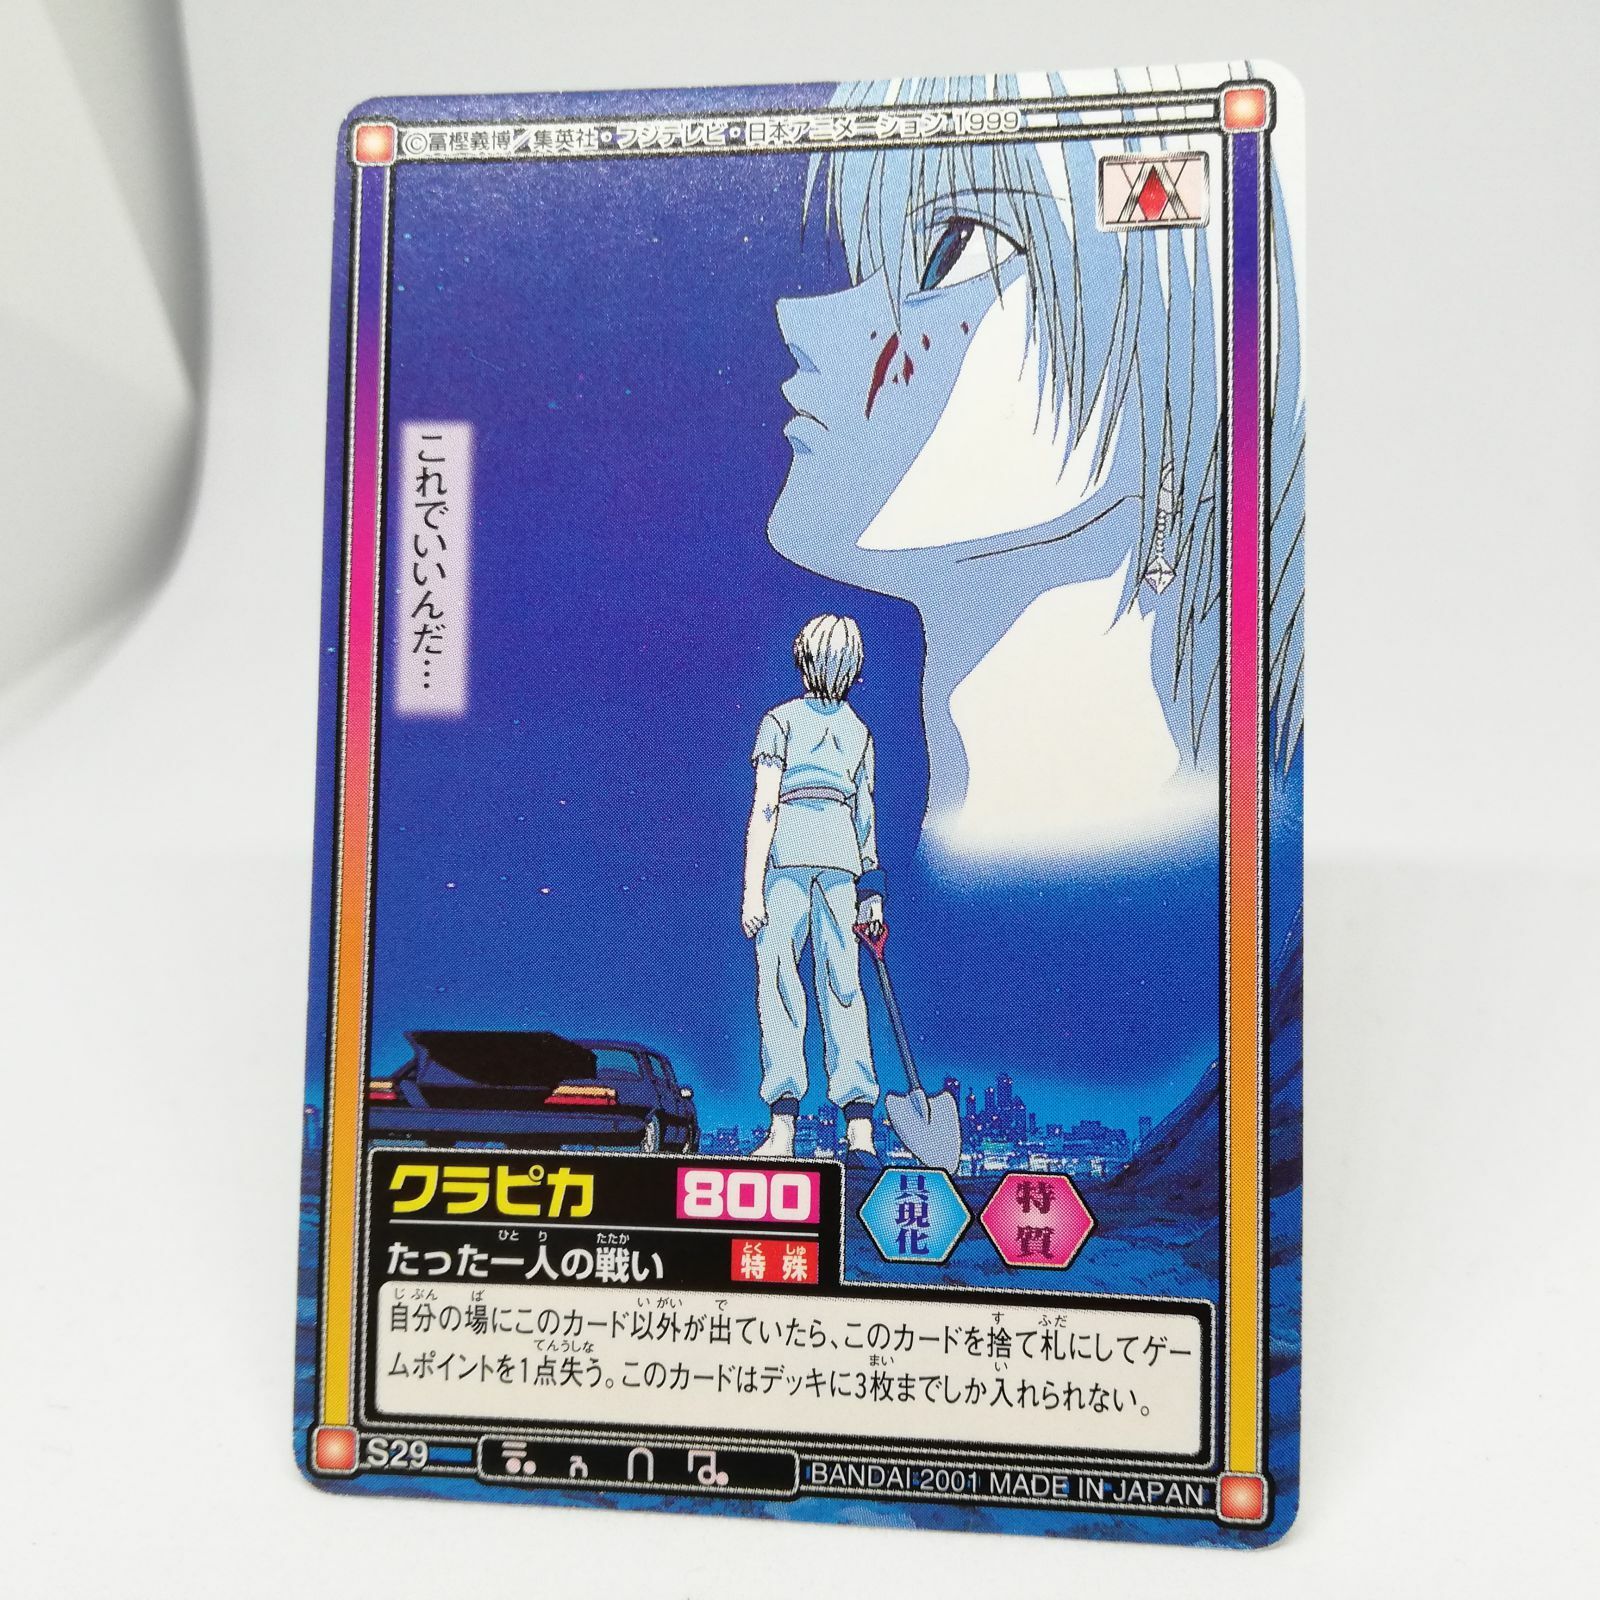 ©冨樫義博/集英社・フジテレビ・日本アニメーション 1999
これでいいんだ…
クラピカ 800
たった一人の戦い 特殊
具現化 特質
自分の場にこのカード以外が出ていたら、このカードを捨て札にしてゲー
ムポイントを1点失う。このカードはデッキに3枚までしか入れられない。
S29
BANDAI 2001 MADE IN JAPAN